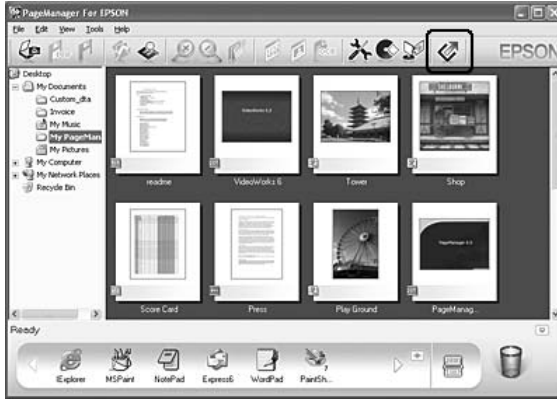 PageManager For EPSON
File Edit View Tools Help
EPSON
Desktop
My Documents
Custom_dta
Invoice
My Music
My PageMan
My Pictures
My Computer
My Network Places
Recycle Bin
readme
VideoWorks 6
Tower
Shop
Score Card
Press
Play Ground
PageManag...
Ready
IExplorer
MSPaint
NotePad
Express6
WordPad
PaintSh...